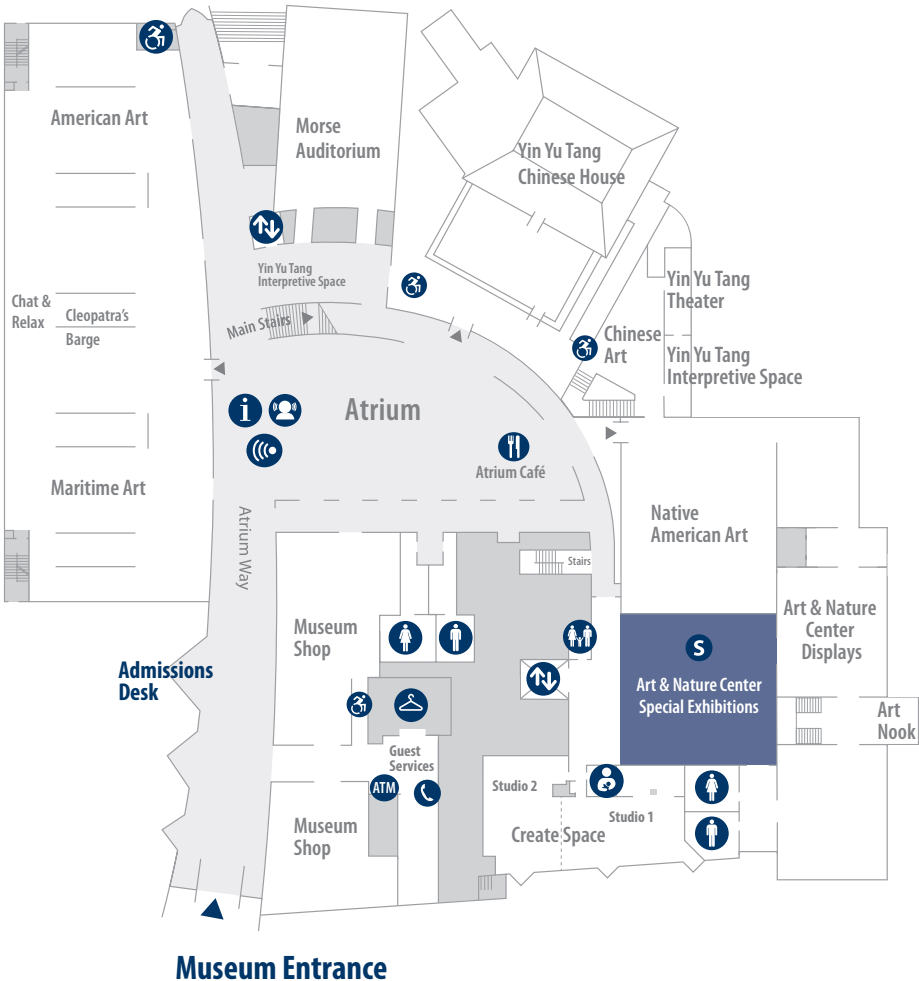 American Art
Morse
Auditorium
Yin Yu Tang
Chinese House
Yin Yu Tang
Interpretive Space
Yin Yu Tang
Theater
Chat &
Relax
Cleopatra's
Barge
Main Stairs
Chinese
Art
Yin Yu Tang
Interpretive Space
i
Atrium
Atrium Café
Maritime Art
Atrium Way
Native
American Art
Stairs
Museum
Shop
Art & Nature
Center
Displays
Admissions
Desk
S
Art & Nature Center
Special Exhibitions
Art
Nook
Guest
Services
ATM
Studio 2
Studio 1
Museum
Shop
Create Space
Museum Entrance